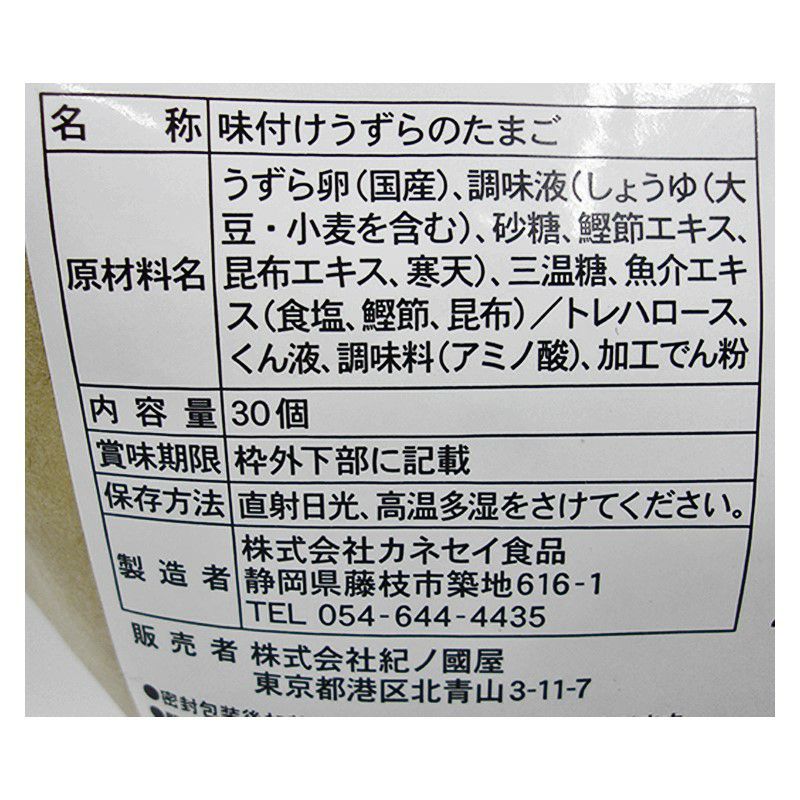 名称 味付けうずらのたまご
原材料名 うずら卵(国産)、調味液(しょうゆ(大
豆・小麦を含む)、砂糖、鰹節エキス、
昆布エキス、寒天)、三温糖、魚介エキ
ス(食塩、鰹節、昆布)/トレハロース、
くん液、調味料(アミノ酸)、加工でん粉
内容量 30個
賞味期限 枠外下部に記載
保存方法 直射日光、高温多湿をさけてください。
製造者 株式会社カネセイ食品
静岡県藤枝市築地616-1
TEL 054-644-4435
販売者 株式会社紀ノ國屋
東京都港区北青山3-11-7
●密封包装後